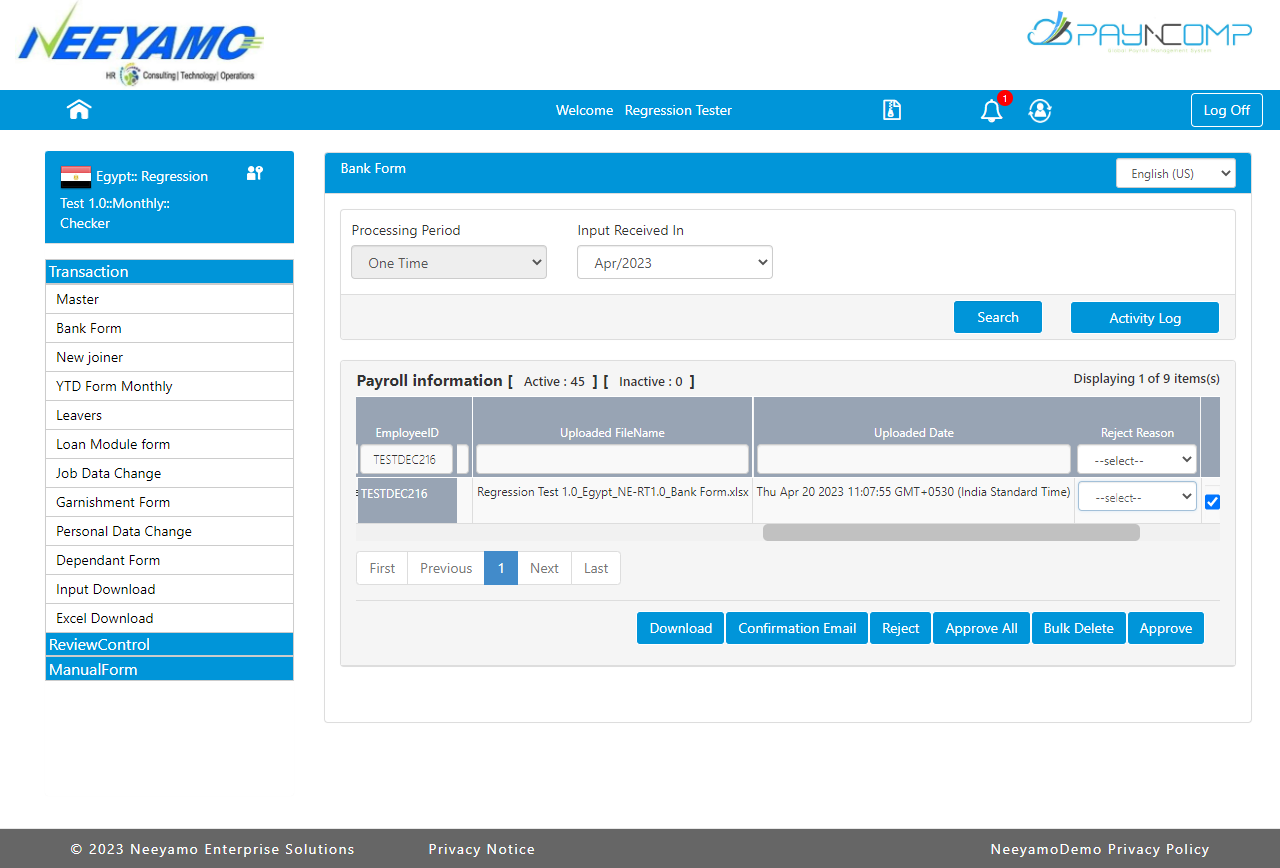 NEEYAMO
HR Consulting| Technology| Operations
PAYNCOMP
Global Payroll Management System
Welcome Regression Tester
1
Log Off
Egypt:: Regression
Test 1.0::Monthly::
Checker
Transaction
Master
Bank Form
New joiner
YTD Form Monthly
Leavers
Loan Module form
Job Data Change
Garnishment Form
Personal Data Change
Dependant Form
Input Download
Excel Download
ReviewControl
ManualForm
Bank Form
English (US)
Processing Period
Input Received In
One Time
Apr/2023
Search
Activity Log
Payroll information [ Active : 45 ] [ Inactive : 0 ]
Displaying 1 of 9 items(s)
EmployeeID
Uploaded FileName
Uploaded Date
Reject Reason
TESTDEC216
--select--
TESTDEC216
Regression Test 1.0_Egypt_NE-RT1.0_Bank Form.xlsx
Thu Apr 20 2023 11:07:55 GMT+0530 (India Standard Time)
--select--
First
Previous
1
Next
Last
Download
Confirmation Email
Reject
Approve All
Bulk Delete
Approve
© 2023 Neeyamo Enterprise Solutions
Privacy Notice
NeeyamoDemo Privacy Policy